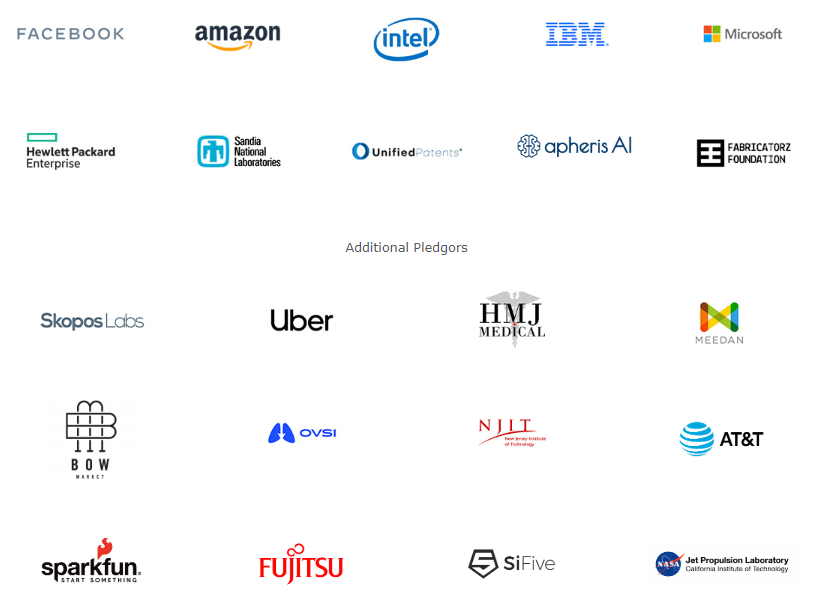 FACEBOOK
amazon
intel®
IBM®
Microsoft
Hewlett Packard
Enterprise
Sandia
National
Laboratories
UnifiedPatents®
apheris AI
FABRICATORZ
FOUNDATION
Additional Pledgors
Skopos Labs
Uber
HMJ
MEDICAL
MEEDAN
BOW
MARKET
OVSI
NJIT
New Jersey Institute
of Technology
AT&T
sparkfun®
START SOMETHING
FUJITSU
SiFive
NASA
Jet Propulsion Laboratory
California Institute of Technology